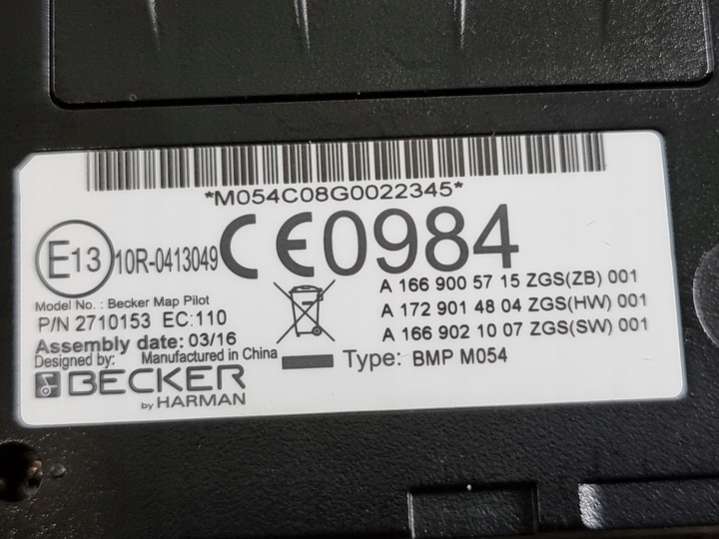 *M054C08G0022345*
E13 10R-0413049 CE0984
Model No. : Becker Map Pilot
P/N 2710153 EC:110
Assembly date: 03/16
Designed by: Manufactured in China
BECKER
by HARMAN
A 166 900 57 15 ZGS(ZB) 001
A 172 901 48 04 ZGS(HW) 001
A 166 902 10 07 ZGS(SW) 001
Type: BMP M054